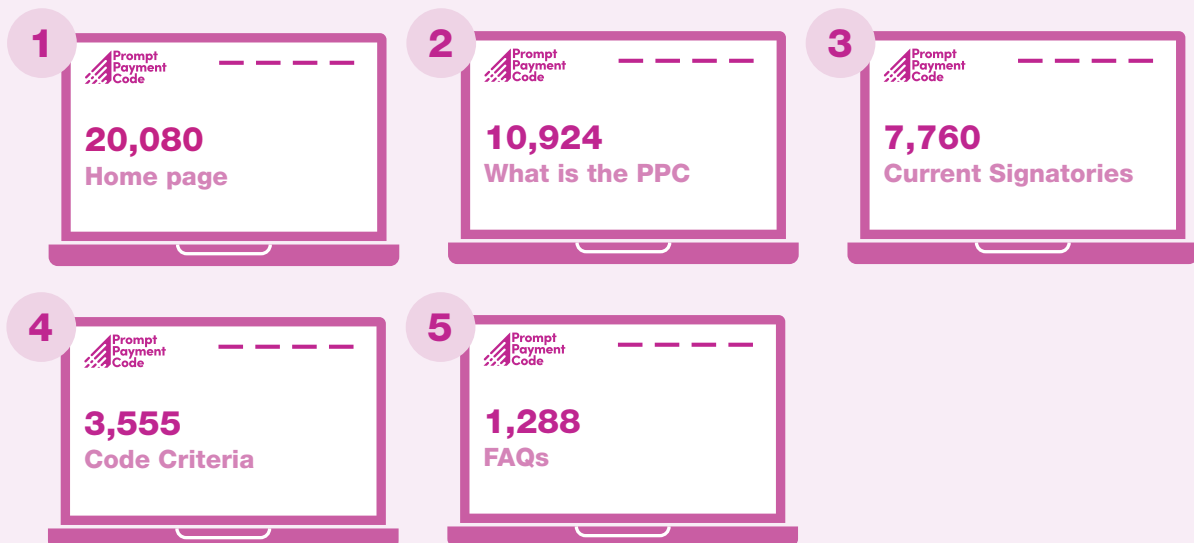 1
Prompt
Payment
Code
20,080
Home page
2
Prompt
Payment
Code
10,924
What is the PPC
3
Prompt
Payment
Code
7,760
Current Signatories
4
Prompt
Payment
Code
3,555
Code Criteria
5
Prompt
Payment
Code
1,288
FAQs